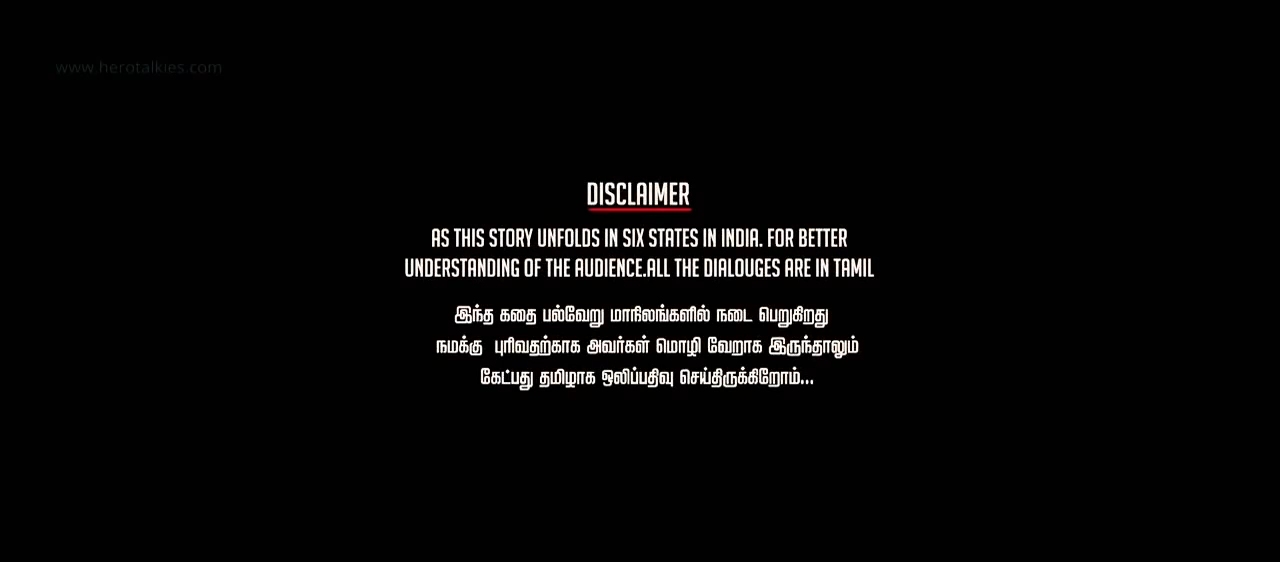 www.herotalkies.com
DISCLAIMER
AS THIS STORY UNFOLDS IN SIX STATES IN INDIA. FOR BETTER
UNDERSTANDING OF THE AUDIENCE.ALL THE DIALOUGES ARE IN TAMIL
இந்த கதை பல்வேறு மாநிலங்களில் நடை பெறுகிறது
நமக்கு புரிவதற்காக அவர்கள் மொழி வேறாக இருந்தாலும்
கேட்பது தமிழாக ஒலிப்பதிவு செய்திருக்கிறோம்...